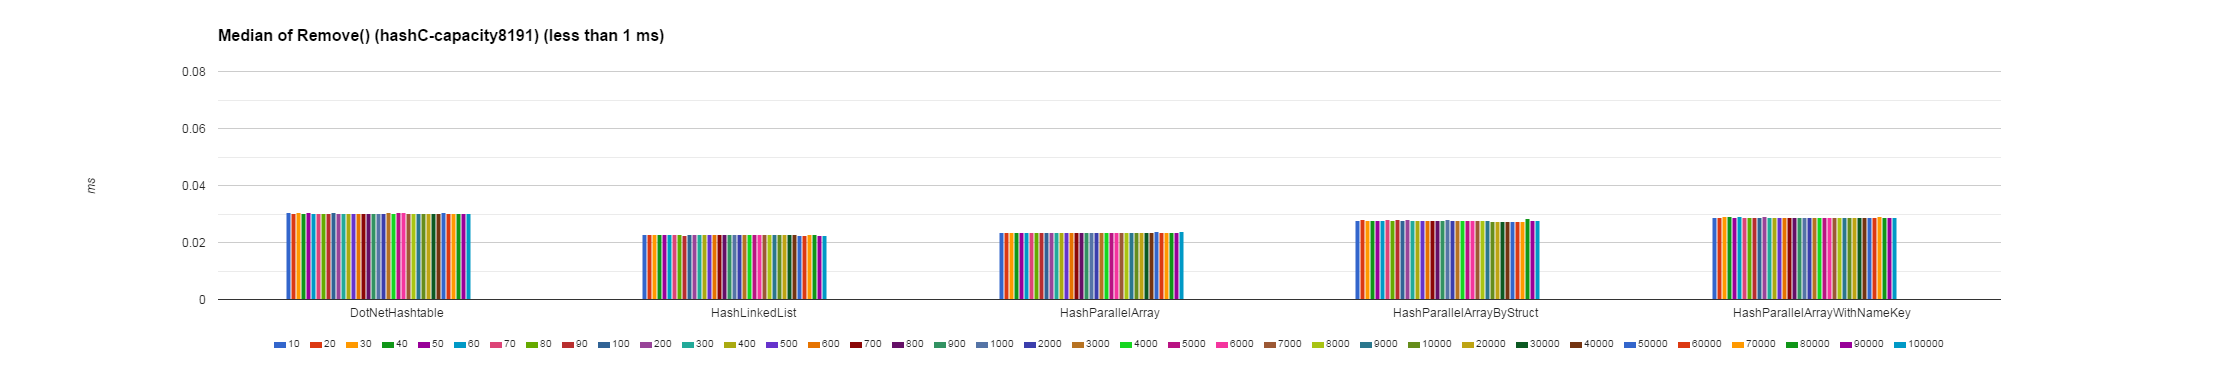 Median of Remove() (hashC-capacity8191) (less than 1 ms)
0.08
0.06
ms
0.04
0.02
0
DotNetHashtable HashLinkedList HashParallelArray HashParallelArrayByStruct HashParallelArrayWithNameKey
10 20 30 40 50 60 70 80 90 100 200 300 400 500 600 700 800 900 1000 2000 3000 4000 5000 6000 7000 8000 9000 10000 20000 30000 40000 50000 60000 70000 80000 90000 100000